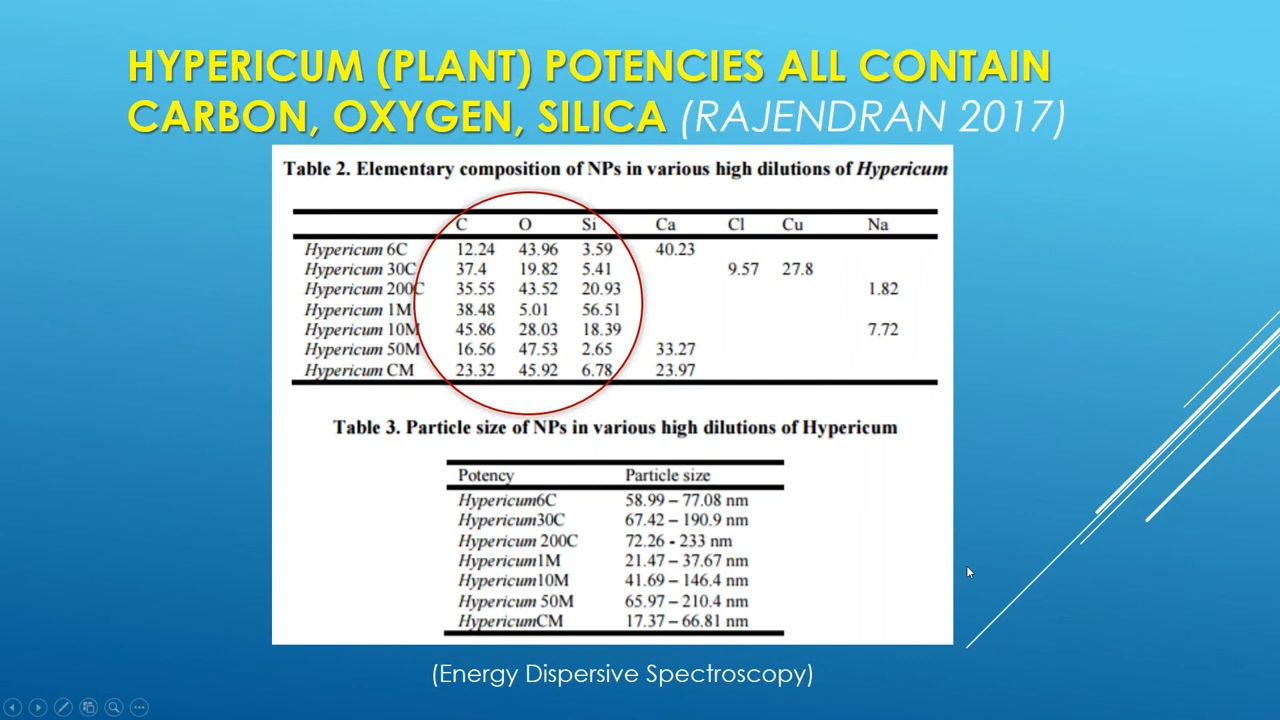 HYPERICUM (PLANT) POTENCIES ALL CONTAIN
CARBON, OXYGEN, SILICA (RAJENDRAN 2017)
Table 2. Elementary composition of NPs in various high dilutions of Hypericum
C O Si Ca Cl Cu Na
Hypericum 6C 12.24 43.96 3.59 40.23
Hypericum 30C 37.4 19.82 5.41 9.57 27.8
Hypericum 200C 35.55 43.52 20.93 1.82
Hypericum 1M 38.48 5.01 56.51
Hypericum 10M 45.86 28.03 18.39 7.72
Hypericum 50M 16.56 47.53 2.65 33.27
Hypericum CM 23.32 45.92 6.78 23.97
Table 3. Particle size of NPs in various high dilutions of Hypericum
Potency Particle size
Hypericum6C 58.99 – 77.08 nm
Hypericum30C 67.42 – 190.9 nm
Hypericum 200C 72.26 - 233 nm
Hypericum1M 21.47 – 37.67 nm
Hypericum10M 41.69 – 146.4 nm
Hypericum 50M 65.97 – 210.4 nm
HypericumCM 17.37 – 66.81 nm
(Energy Dispersive Spectroscopy)